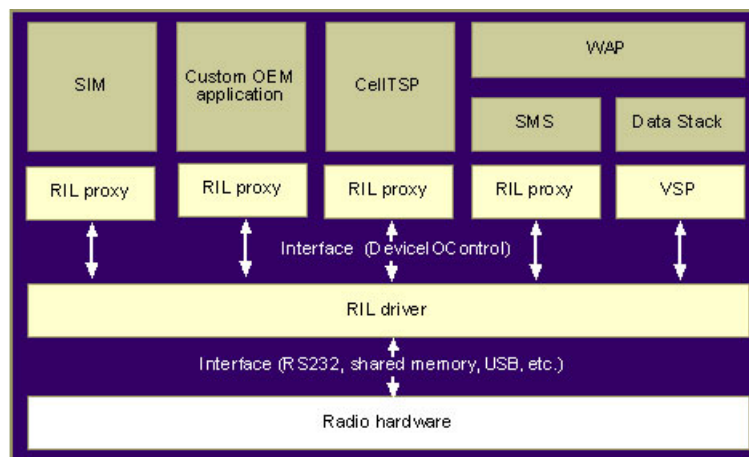 SIM
Custom OEM
application
CellTSP
WAP
SMS
Data Stack
RIL proxy
RIL proxy
RIL proxy
RIL proxy
VSP
Interface (DeviceIOControl)
RIL driver
Interface (RS232, shared memory, USB, etc.)
Radio hardware